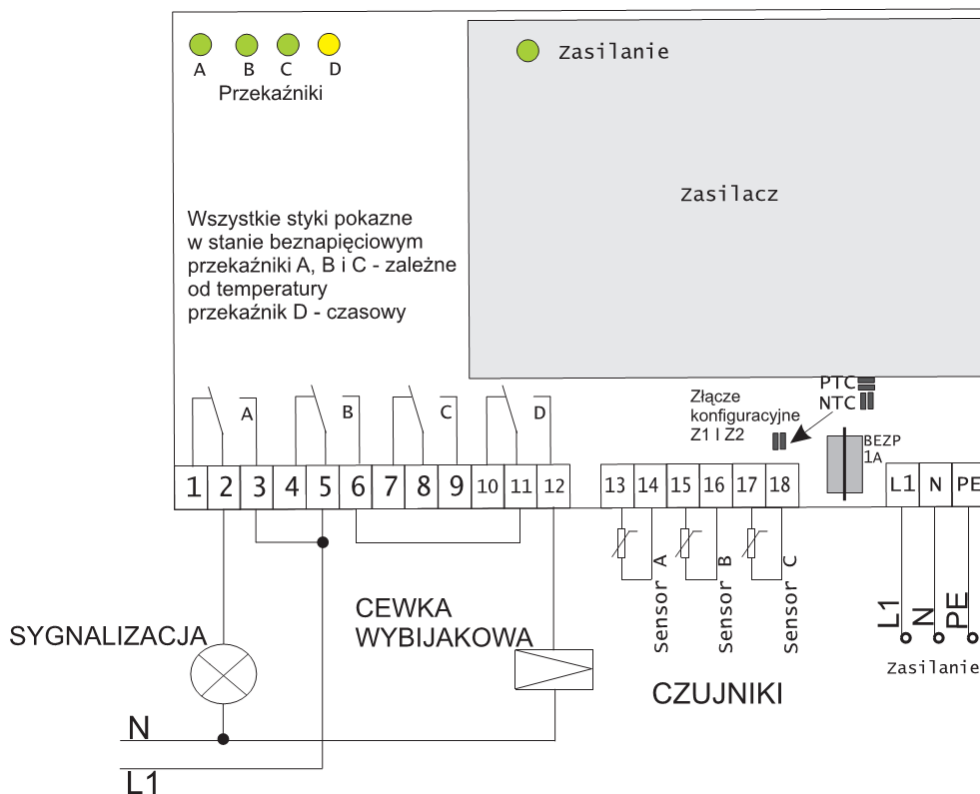 A B C D
Przekaźniki
Zasilanie
Zasilacz
Wszystkie styki pokazne
w stanie beznapięciowym
przekaźniki A, B i C - zależne
od temperatury
przekaźnik D - czasowy
A
B
C
D
Złącze
konfiguracyjne
Z1 I Z2
PTC
NTC
BEZP
1A
1 2 3 4 5 6 7 8 9 10 11 12
13 14 15 16 17 18
L1 N PE
Sensor A
Sensor B
Sensor C
SYGNALIZACJA
CEWKA
WYBIJAKOWA
CZUJNIKI
L1
N
PE
Zasilanie
N
L1